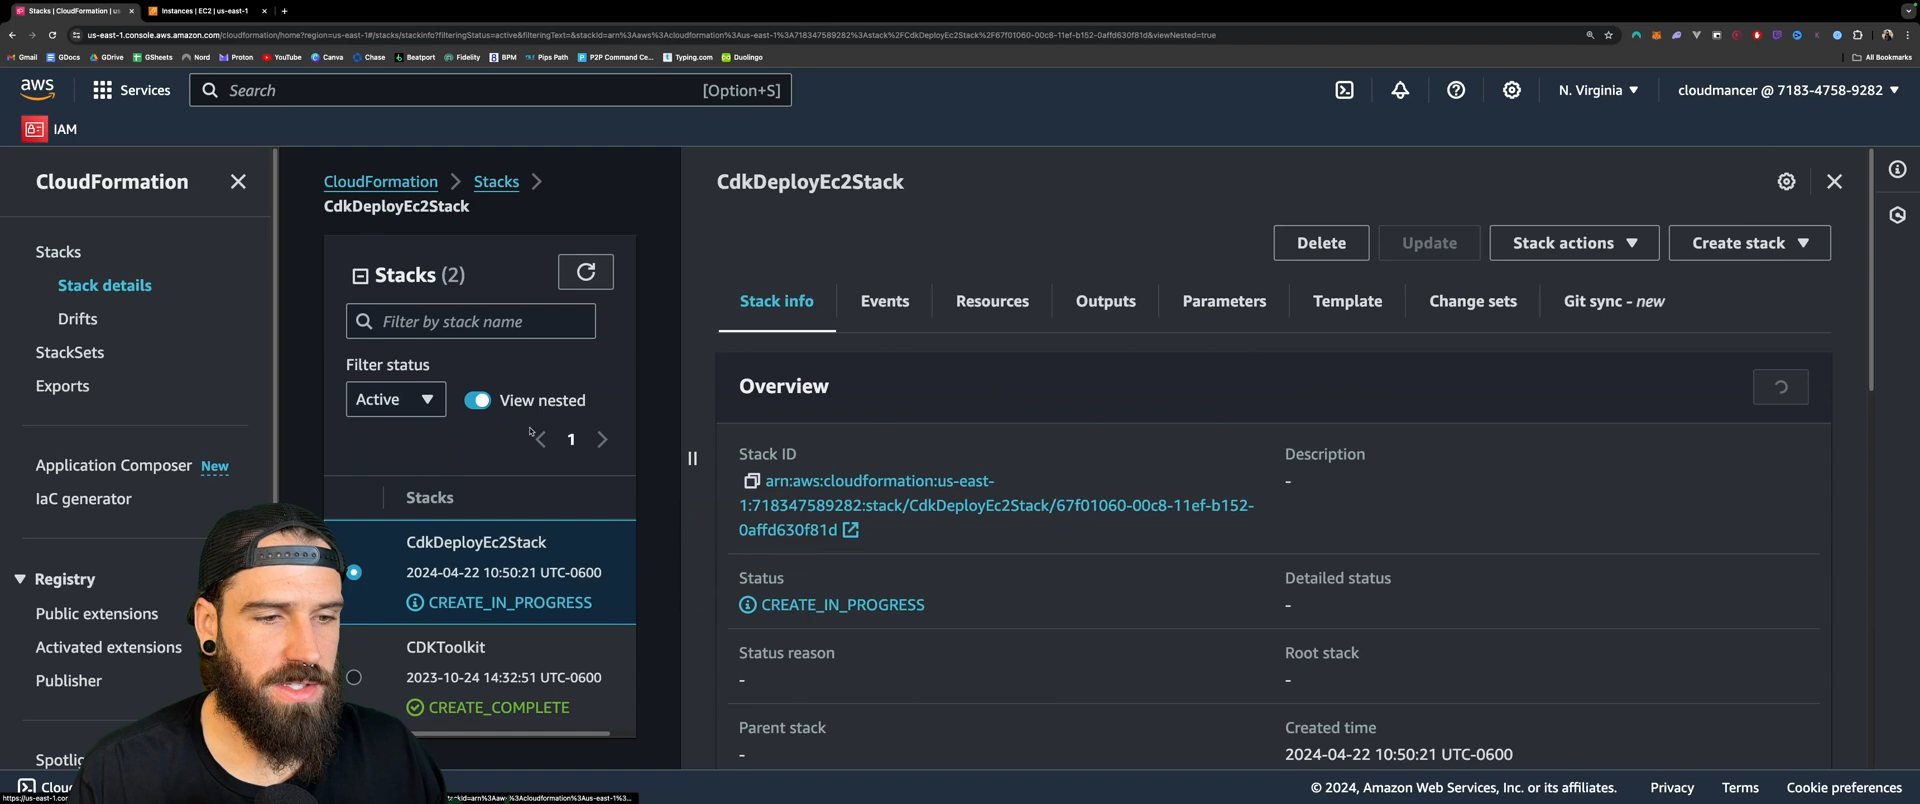 Stacks | CloudFormation | us
Instances | EC2 | us-east-1
us-east-1.console.aws.amazon.com/cloudformation/home?region=us-east-1#/stacks/stackinfo?filteringStatus=active&filteringText=&stackId=arn%3Aaws%3Acloudformation%3Aus-east-1%3A718347589282%3Astack%2FCdkDeployEc2Stack%2F67f01060-00c8-11ef-b152-0affd630f81d&viewNested=true
Gmail GDocs GDrive GSheets Nord Proton YouTube Canva Chase Beatport Fidelity BPM Pips Path P2P Command Ce... Typing.com Duolingo All Bookmarks
aws Services Search [Option+S] N. Virginia cloudmancer @ 7183-4758-9282
IAM
CloudFormation
Stacks
Stack details
Drifts
StackSets
Exports
Application Composer New
IaC generator
Registry
Public extensions
Activated extensions
Publisher
CloudFormation
Stacks
CdkDeployEc2Stack
Stacks (2)
Filter by stack name
Filter status
Active View nested
1
Stacks
CdkDeployEc2Stack
2024-04-22 10:50:21 UTC-0600
CREATE_IN_PROGRESS
CDKToolkit
2023-10-24 14:32:51 UTC-0600
CREATE_COMPLETE
CdkDeployEc2Stack
Delete Update Stack actions Create stack
Stack info Events Resources Outputs Parameters Template Change sets Git sync - new
Overview
Stack ID
arn:aws:cloudformation:us-east-
1:718347589282:stack/CdkDeployEc2Stack/67f01060-00c8-11ef-b152-
0affd630f81d
Description
-
Status
CREATE_IN_PROGRESS
Detailed status
-
Status reason
-
Root stack
-
Parent stack
-
Created time
2024-04-22 10:50:21 UTC-0600
© 2024, Amazon Web Services, Inc. or its affiliates. Privacy Terms Cookie preferences